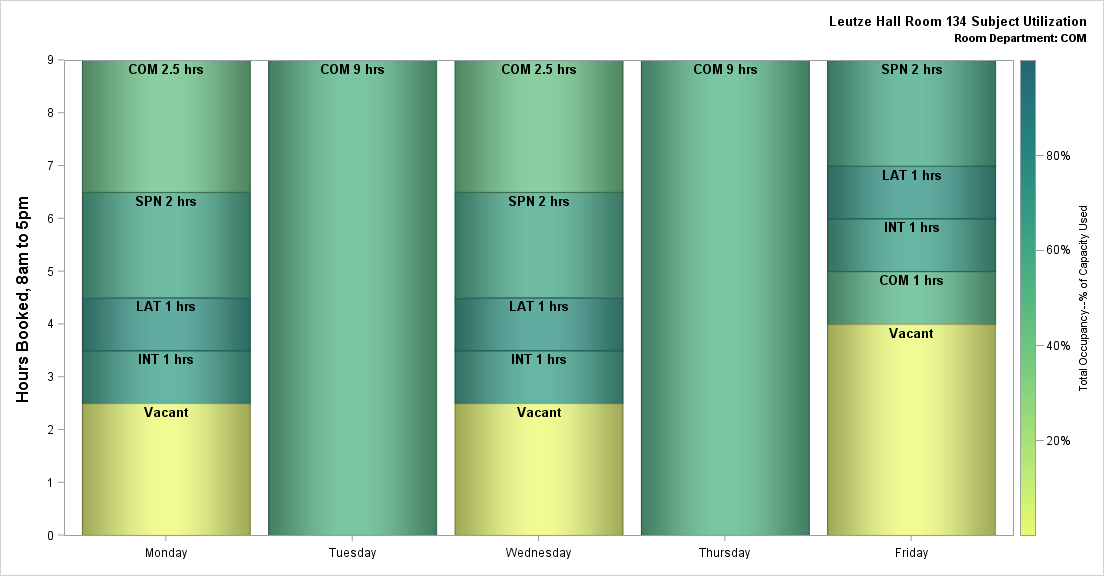 Leutze Hall Room 134 Subject Utilization
Room Department: COM
Hours Booked, 8am to 5pm
9
8
7
6
5
4
3
2
1
0
COM 2.5 hrs
SPN 2 hrs
LAT 1 hrs
INT 1 hrs
Vacant
COM 9 hrs
COM 2.5 hrs
SPN 2 hrs
LAT 1 hrs
INT 1 hrs
Vacant
COM 9 hrs
SPN 2 hrs
LAT 1 hrs
INT 1 hrs
COM 1 hrs
Vacant
Monday
Tuesday
Wednesday
Thursday
Friday
80%
60%
40%
20%
Total Occupancy--% of Capacity Used